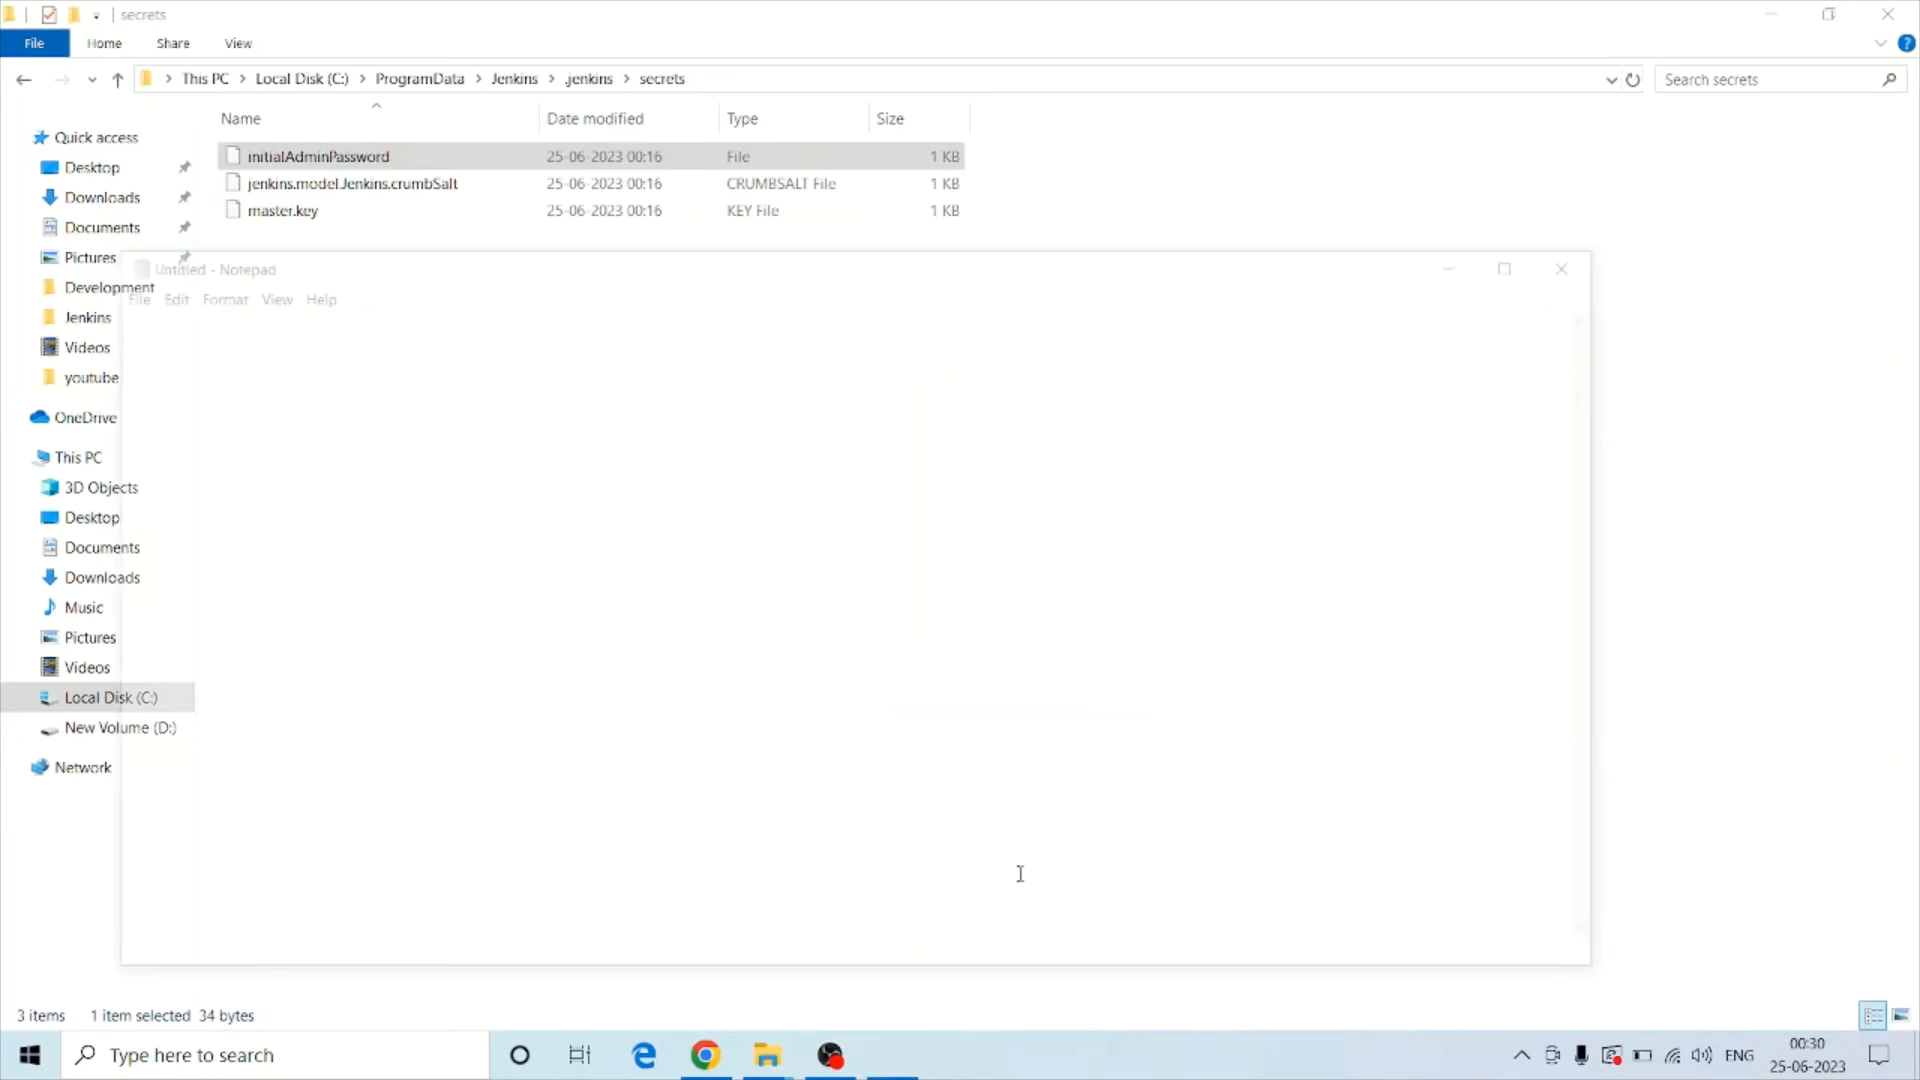 secrets
File Home Share View
This PC > Local Disk (C:) > ProgramData > Jenkins > .jenkins > secrets
Search secrets
Name Date modified Type Size
initialAdminPassword 25-06-2023 00:16 File 1 KB
jenkins.model.Jenkins.crumbSalt 25-06-2023 00:16 CRUMBSALT File 1 KB
master.key 25-06-2023 00:16 KEY File 1 KB
Quick access
Desktop
Downloads
Documents
Pictures
Development
Jenkins
Videos
youtube
OneDrive
This PC
3D Objects
Desktop
Documents
Downloads
Music
Pictures
Videos
Local Disk (C:)
New Volume (D:)
Network
Untitled - Notepad
File Edit Format View Help
3 items 1 item selected 34 bytes
Type here to search
ENG
00:30
25-06-2023